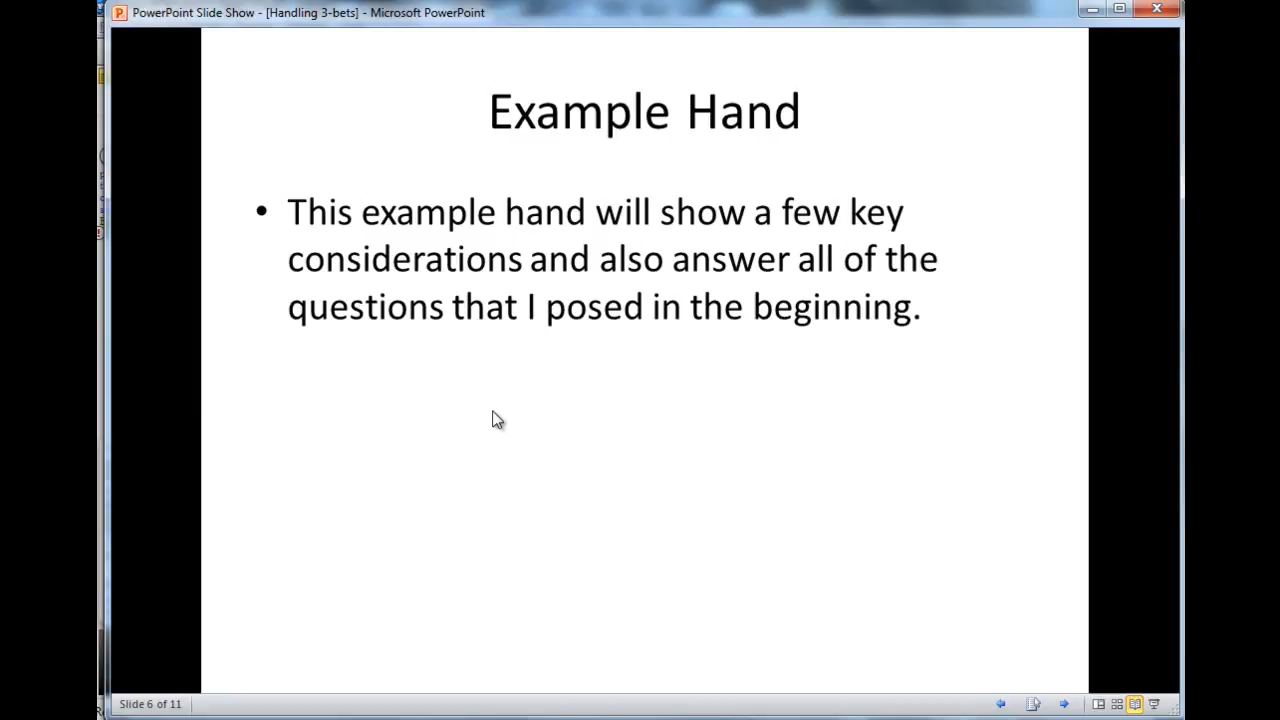 PowerPoint Slide Show - [Handling 3-bets] - Microsoft PowerPoint
Example Hand
• This example hand will show a few key
considerations and also answer all of the
questions that I posed in the beginning.
Slide 6 of 11